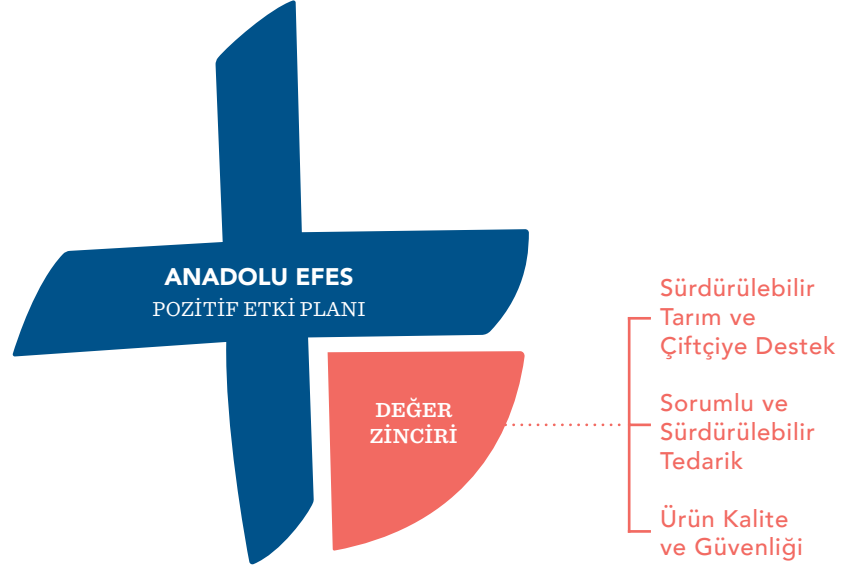 ANADOLU EFES
POZİTİF ETKİ PLANI
DEĞER
ZİNCİRİ
Sürdürülebilir
Tarım ve
Çiftçiye Destek
Sorumlu ve
Sürdürülebilir
Tedarik
Ürün Kalite
ve Güvenliği